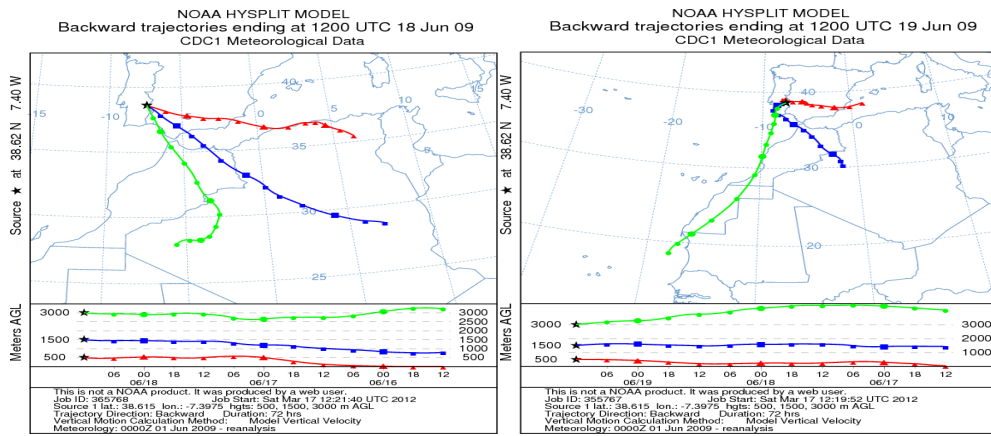 NOAA HYSPLIT MODEL
Backward trajectories ending at 1200 UTC 18 Jun 09
CDC1 Meteorological Data
Source ★ at 38.622 N 7.40 W
-15
-10
40
5
0
5
35
30
25
Meters AGL
3000
1500
500
3000
2500
2000
1500
1000
500
06 00 18 12 06 00 18 12 06 00 18 12
06/18 06/17 06/16
This is not a NOAA product. It was produced by a web user.
Job ID: 365768 Job Start: Sat Mar 17 12:21:40 UTC 2012
Source 1 lat.: 38.615 lon.: -7.3975 hgts: 500, 1500, 3000 m AGL
Trajectory Direction: Backward Duration: 72 hrs
Vertical Motion Calculation Method: Model Vertical Velocity
Meteorology: 0000Z 01 Jun 2009 - reanalysis
NOAA HYSPLIT MODEL
Backward trajectories ending at 1200 UTC 19 Jun 09
CDC1 Meteorological Data
Source ★ at 38.622 N 7.40 W
-30
-20
-10
40
0
10
30
20
Meters AGL
3000
1500
500
3000
2000
1000
06 00 18 12 06 00 18 12 06 00 18 12
06/19 06/18 06/17
This is not a NOAA product. It was produced by a web user.
Job ID: 355767 Job Start: Sat Mar 17 12:19:52 UTC 2012
Source 1 lat.: 38.615 lon.: -7.3975 hgts: 500, 1500, 3000 m AGL
Trajectory Direction: Backward Duration: 72 hrs
Vertical Motion Calculation Method: Model Vertical Velocity
Meteorology: 0000Z 01 Jun 2009 - reanalysis